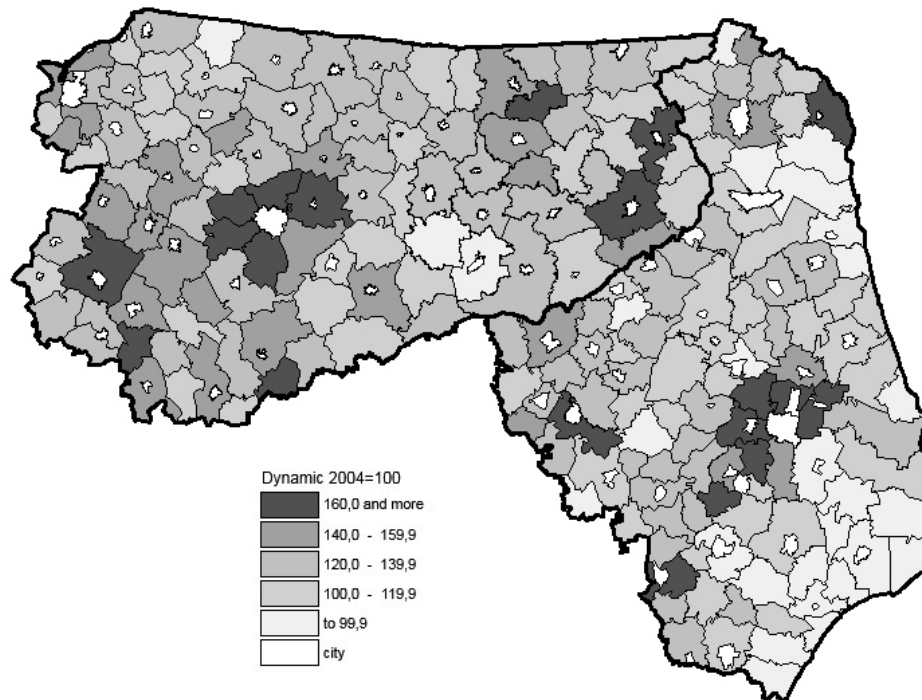 Dynamic 2004=100
160,0 and more
140,0 - 159,9
120,0 - 139,9
100,0 - 119,9
to 99,9
city